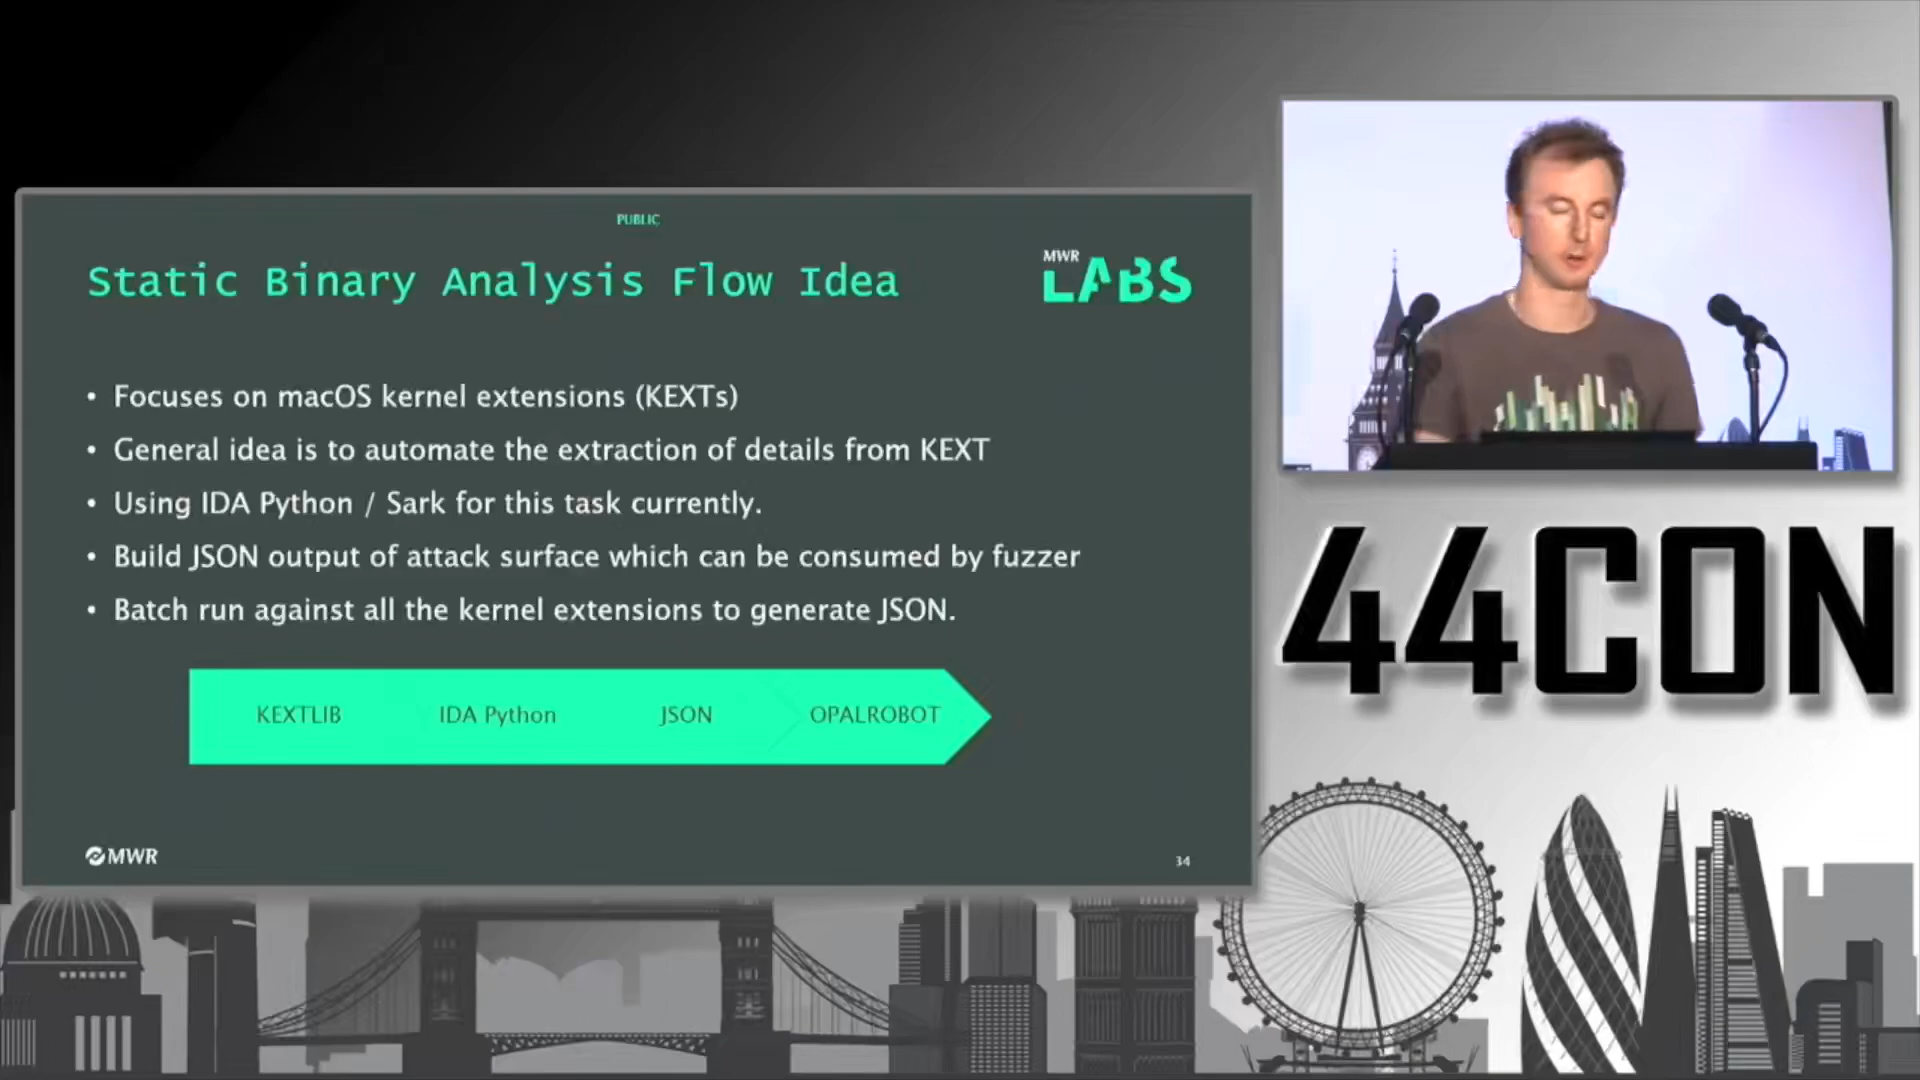 PUBLIC
Static Binary Analysis Flow Idea
MWR
LABS
• Focuses on macOS kernel extensions (KEXTs)
• General idea is to automate the extraction of details from KEXT
• Using IDA Python / Sark for this task currently.
• Build JSON output of attack surface which can be consumed by fuzzer
• Batch run against all the kernel extensions to generate JSON.
KEXTLIB
IDA Python
JSON
OPALROBOT
MWR
34
44CON